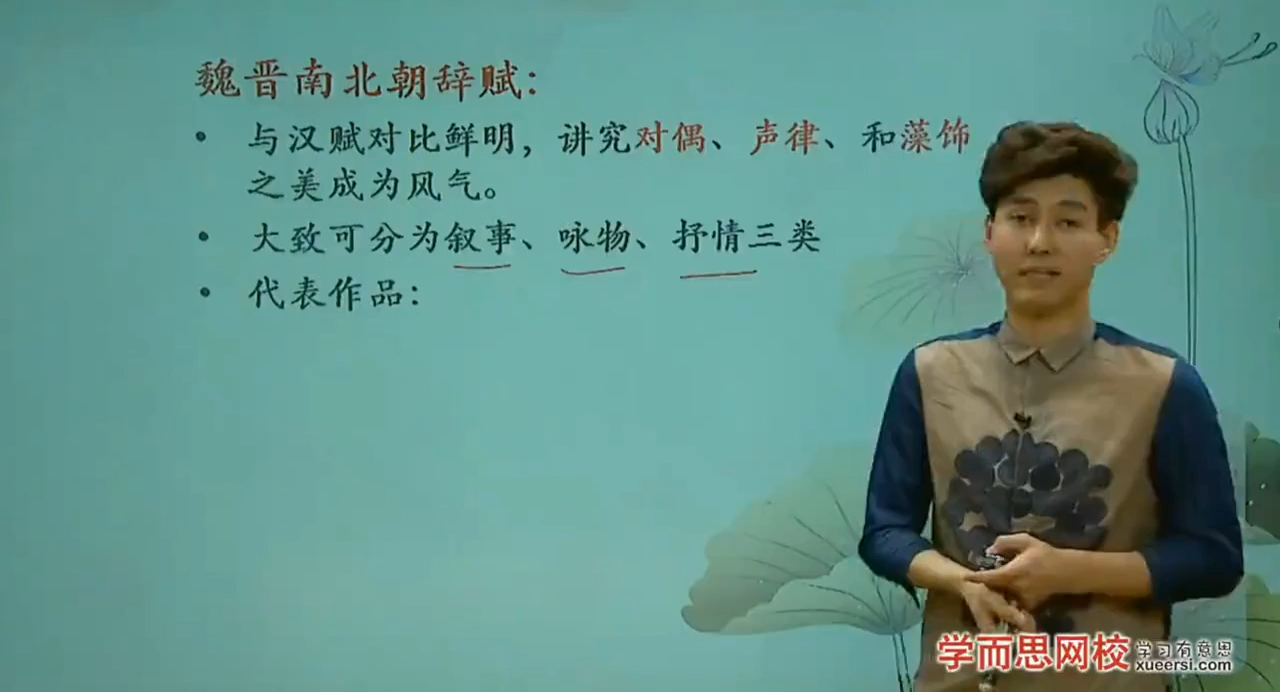 魏晋南北朝辞赋：
• 与汉赋对比鲜明，讲究对偶、声律、和藻饰
之美成为风气。
• 大致可分为叙事、咏物、抒情三类
• 代表作品：
学而思网校 学习有意思
xueersi.com